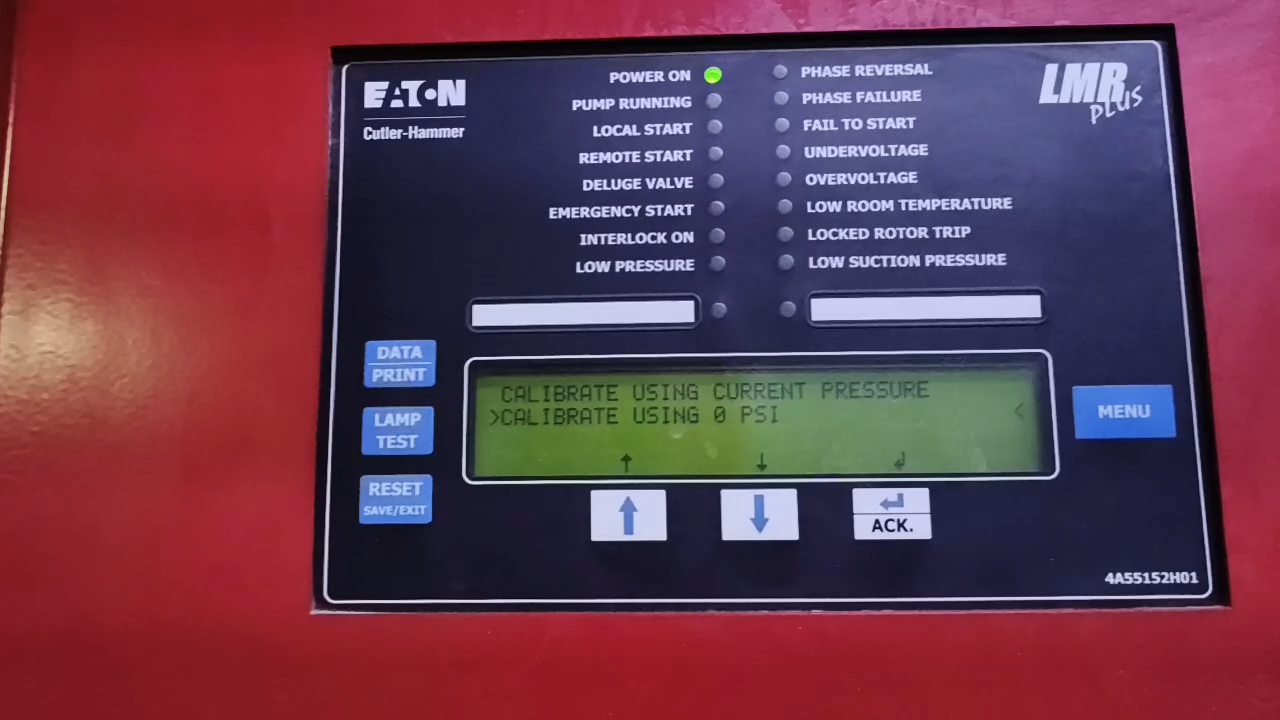 EATON
Cutler-Hammer
POWER ON
PUMP RUNNING
LOCAL START
REMOTE START
DELUGE VALVE
EMERGENCY START
INTERLOCK ON
LOW PRESSURE
PHASE REVERSAL
PHASE FAILURE
FAIL TO START
UNDERVOLTAGE
OVERVOLTAGE
LOW ROOM TEMPERATURE
LOCKED ROTOR TRIP
LOW SUCTION PRESSURE
LMR
PLUS
DATA
PRINT
LAMP
TEST
RESET
SAVE/EXIT
CALIBRATE USING CURRENT PRESSURE
>CALIBRATE USING 0 PSI <
↑ ↓ ↲
MENU
ACK.
4A55152H01